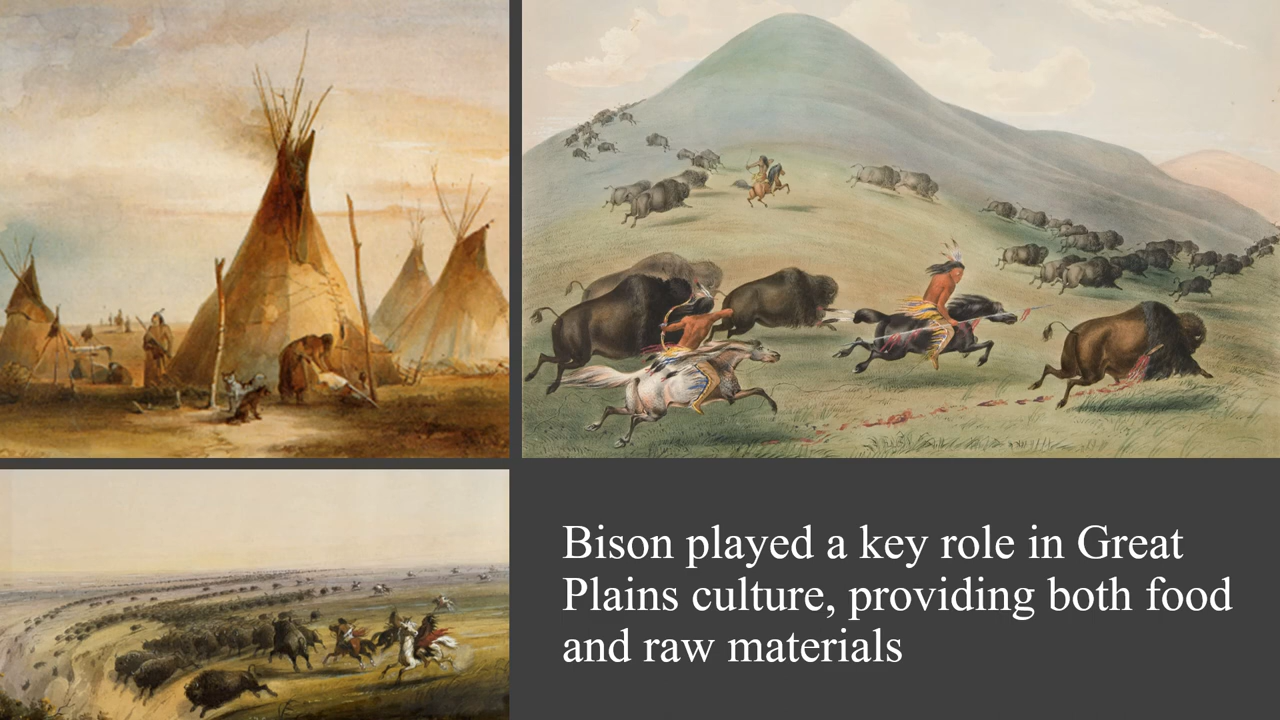 Bison played a key role in Great
Plains culture, providing both food
and raw materials